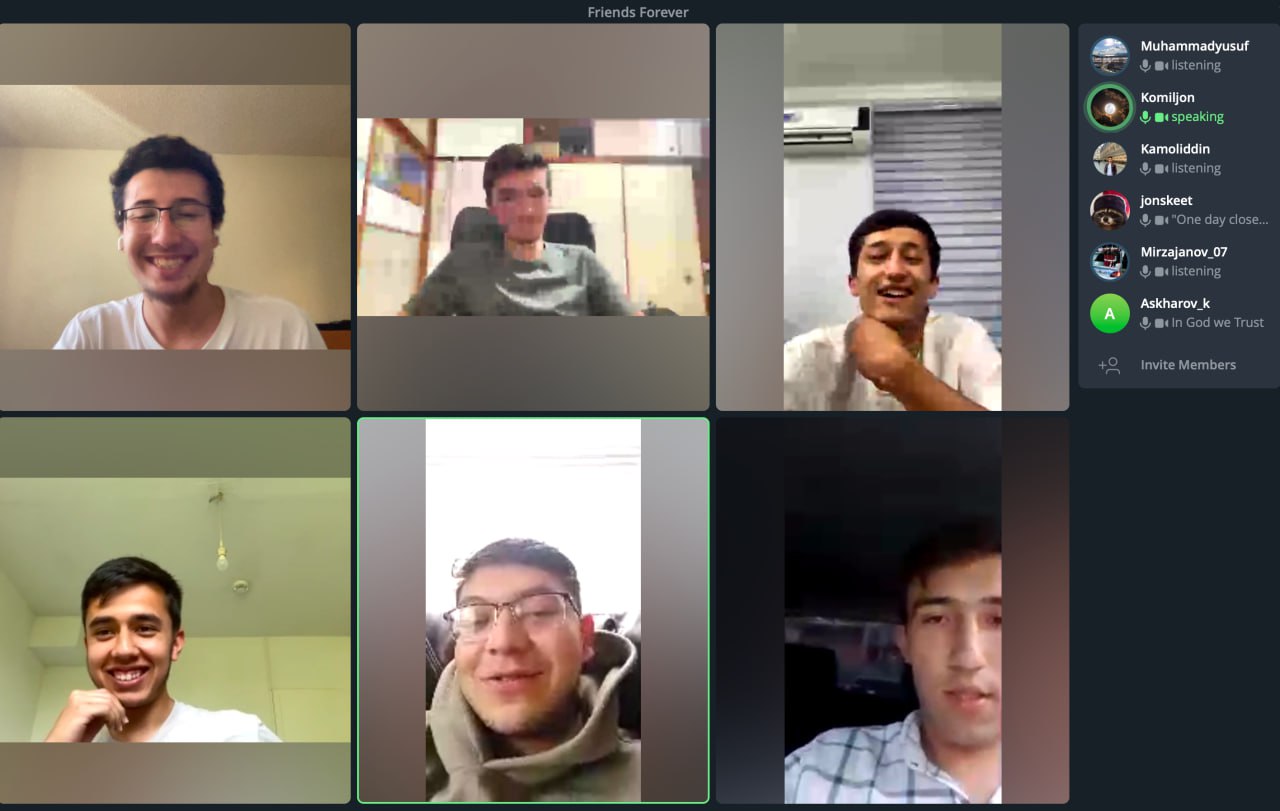 Friends Forever
Muhammadyusuf
listening
Komiljon
speaking
Kamoliddin
listening
jonskeet
"One day close...
Mirzajanov_07
listening
A
Askharov_k
In God we Trust
Invite Members